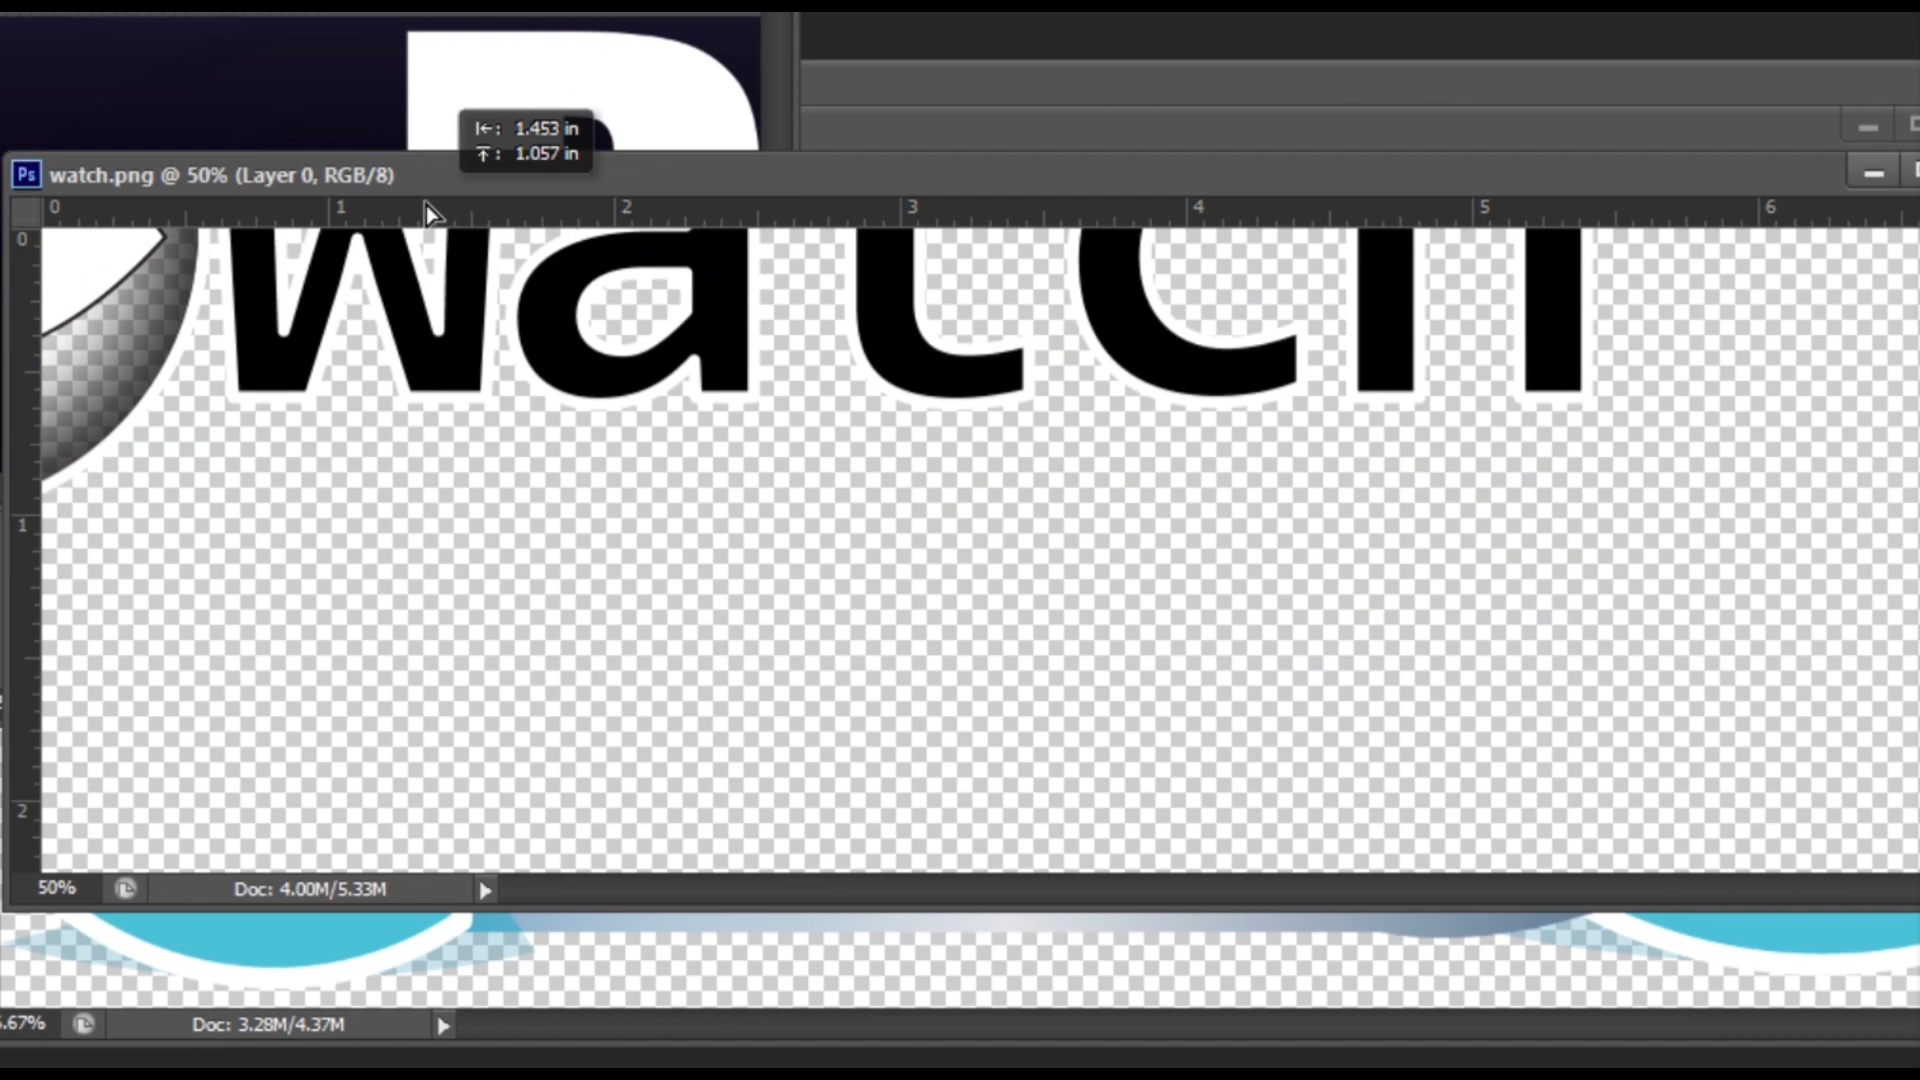 |←: 1.453 in
↑: 1.057 in
Ps watch.png @ 50% (Layer 0, RGB/8)
0 1 2 3 4 5 6
0
watch
1
2
50% Doc: 4.00M/5.33M
.67% Doc: 3.28M/4.37M